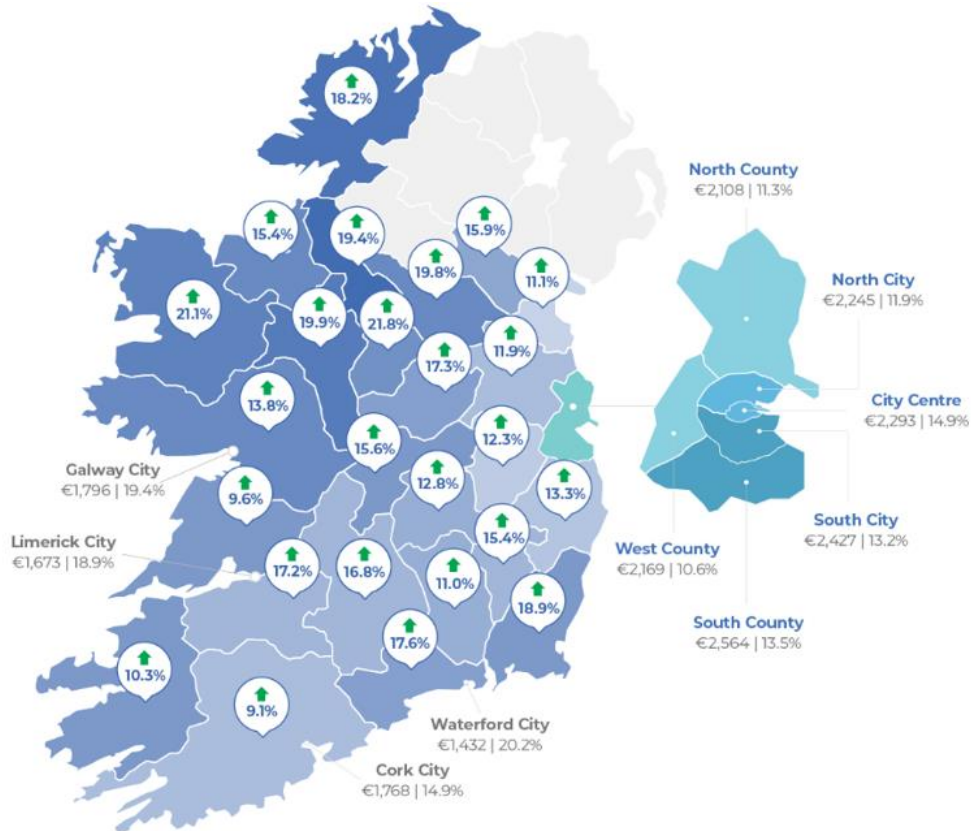 18.2%
North County
€2,108 | 11.3%
15.4%
19.4%
15.9%
19.8%
11.1%
North City
€2,245 | 11.9%
21.1%
19.9%
21.8%
11.9%
17.3%
13.8%
City Centre
€2,293 | 14.9%
15.6%
12.3%
Galway City
€1,796 | 19.4%
12.8%
9.6%
13.3%
South City
€2,427 | 13.2%
Limerick City
€1,673 | 18.9%
15.4%
West County
€2,169 | 10.6%
17.2%
16.8%
11.0%
18.9%
South County
€2,564 | 13.5%
17.6%
10.3%
9.1%
Waterford City
€1,432 | 20.2%
Cork City
€1,768 | 14.9%